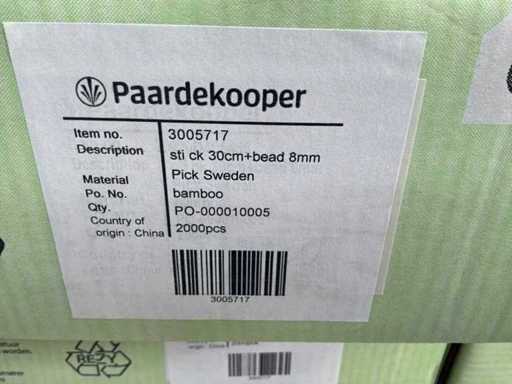 Paardekooper
Item no. 3005717
Description sti ck 30cm+bead 8mm
Pick Sweden
Material bamboo
Po. No. PO-000010005
Qty. 2000pcs
Country of
origin : China
3005717
3005717